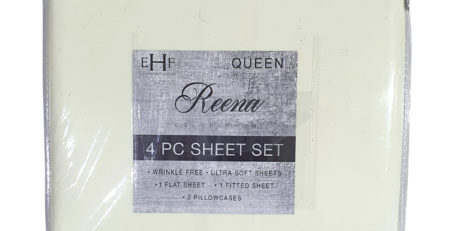 EHF QUEEN
Reena
4 PC SHEET SET
• WRINKLE FREE • ULTRA SOFT SHEETS
• 1 FLAT SHEET • 1 FITTED SHEET
• 2 PILLOWCASES